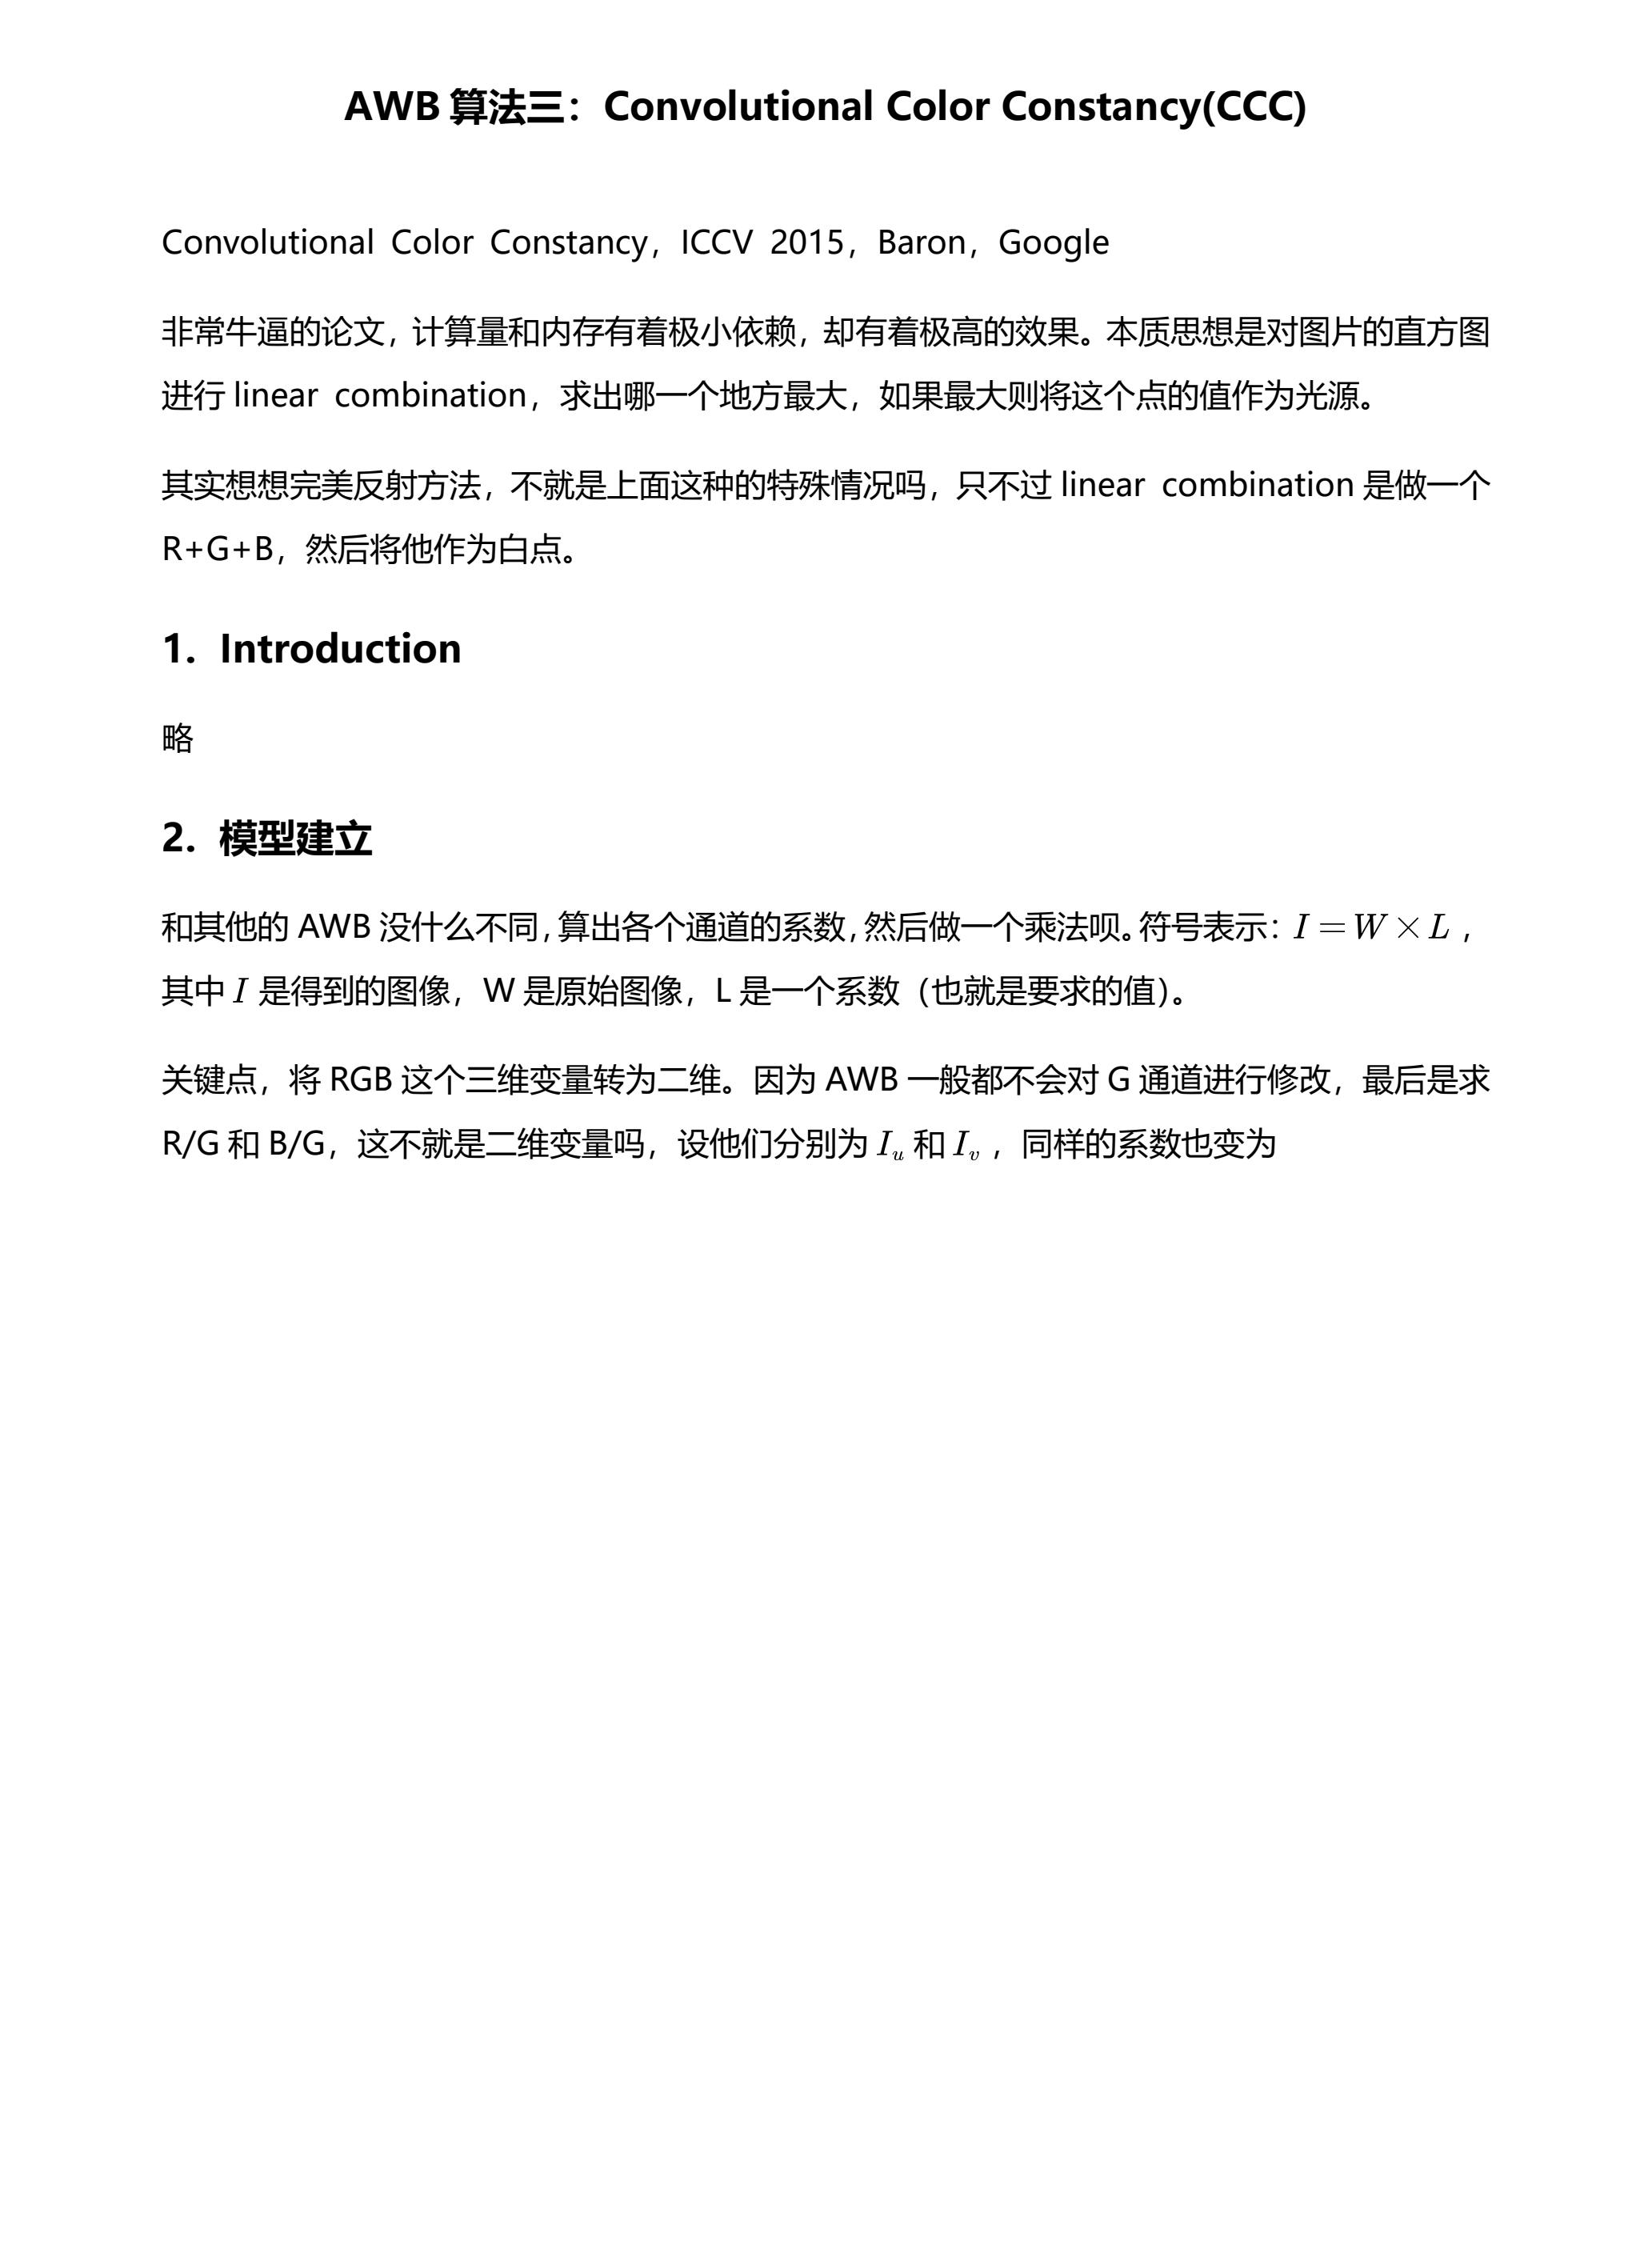 AWB 算法三：Convolutional Color Constancy(CCC)
Convolutional Color Constancy，ICCV 2015，Baron，Google
非常牛逼的论文，计算量和内存有着极小依赖，却有着极高的效果。本质思想是对图片的直方图
进行 linear combination，求出哪一个地方最大，如果最大则将这个点的值作为光源。
其实想想完美反射方法，不就是上面这种的特殊情况吗，只不过 linear combination 是做一个
R+G+B，然后将他作为白点。
1. Introduction
略
2. 模型建立
和其他的 AWB 没什么不同，算出各个通道的系数，然后做一个乘法呗。符号表示：I = W × L，
其中 I 是得到的图像，W 是原始图像，L 是一个系数（也就是要求的值）。
关键点，将 RGB 这个三维变量转为二维。因为 AWB 一般都不会对 G 通道进行修改，最后是求
R/G 和 B/G，这不就是二维变量吗，设他们分别为 I_u 和 I_v，同样的系数也变为